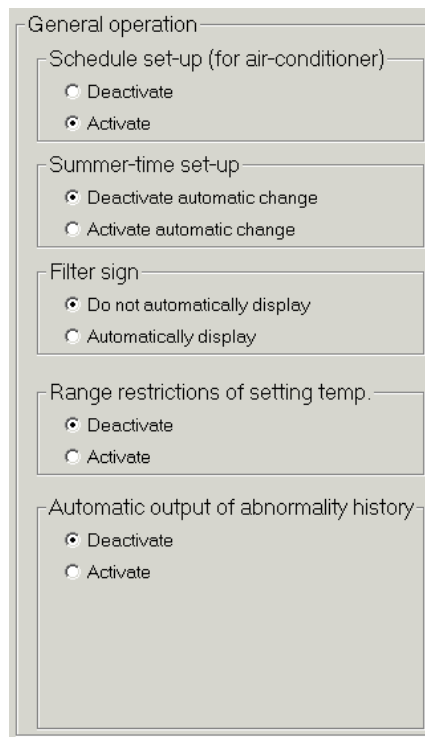 General operation
Schedule set-up (for air-conditioner)
Deactivate
Activate
Summer-time set-up
Deactivate automatic change
Activate automatic change
Filter sign
Do not automatically display
Automatically display
Range restrictions of setting temp.
Deactivate
Activate
Automatic output of abnormality history
Deactivate
Activate